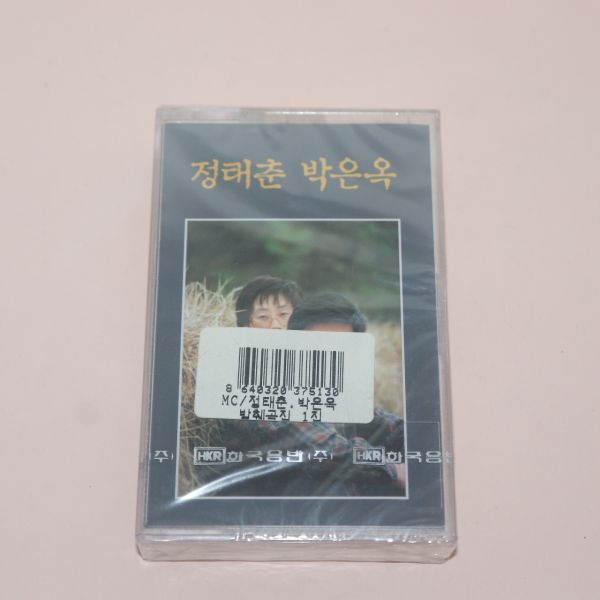 정태춘 박은옥
8 640320 375130
MC/정태춘.박은옥
발췌곡집 1집
(주) HKR 한국음반(주) HKR 한국음반